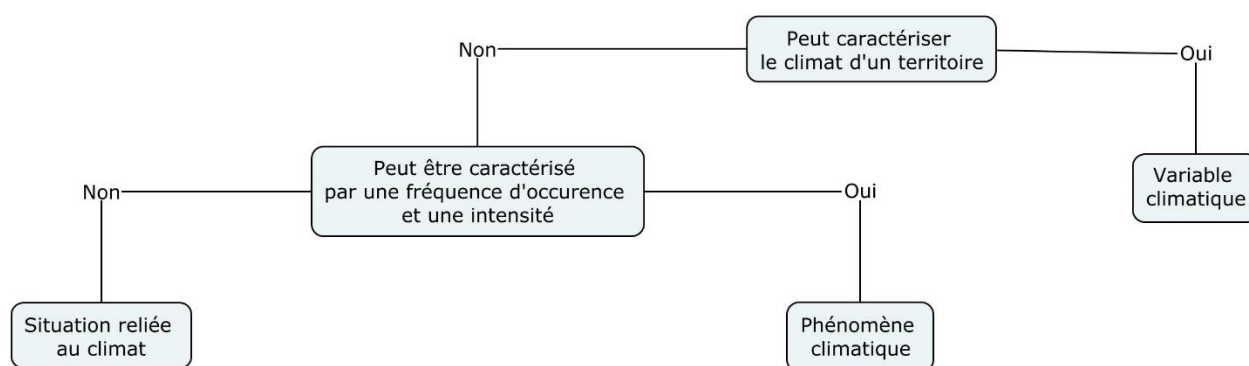 Peut caractériser
le climat d'un territoire
Non
Oui
Peut être caractérisé
par une fréquence d'occurence
et une intensité
Variable
climatique
Non
Oui
Situation reliée
au climat
Phénomène
climatique